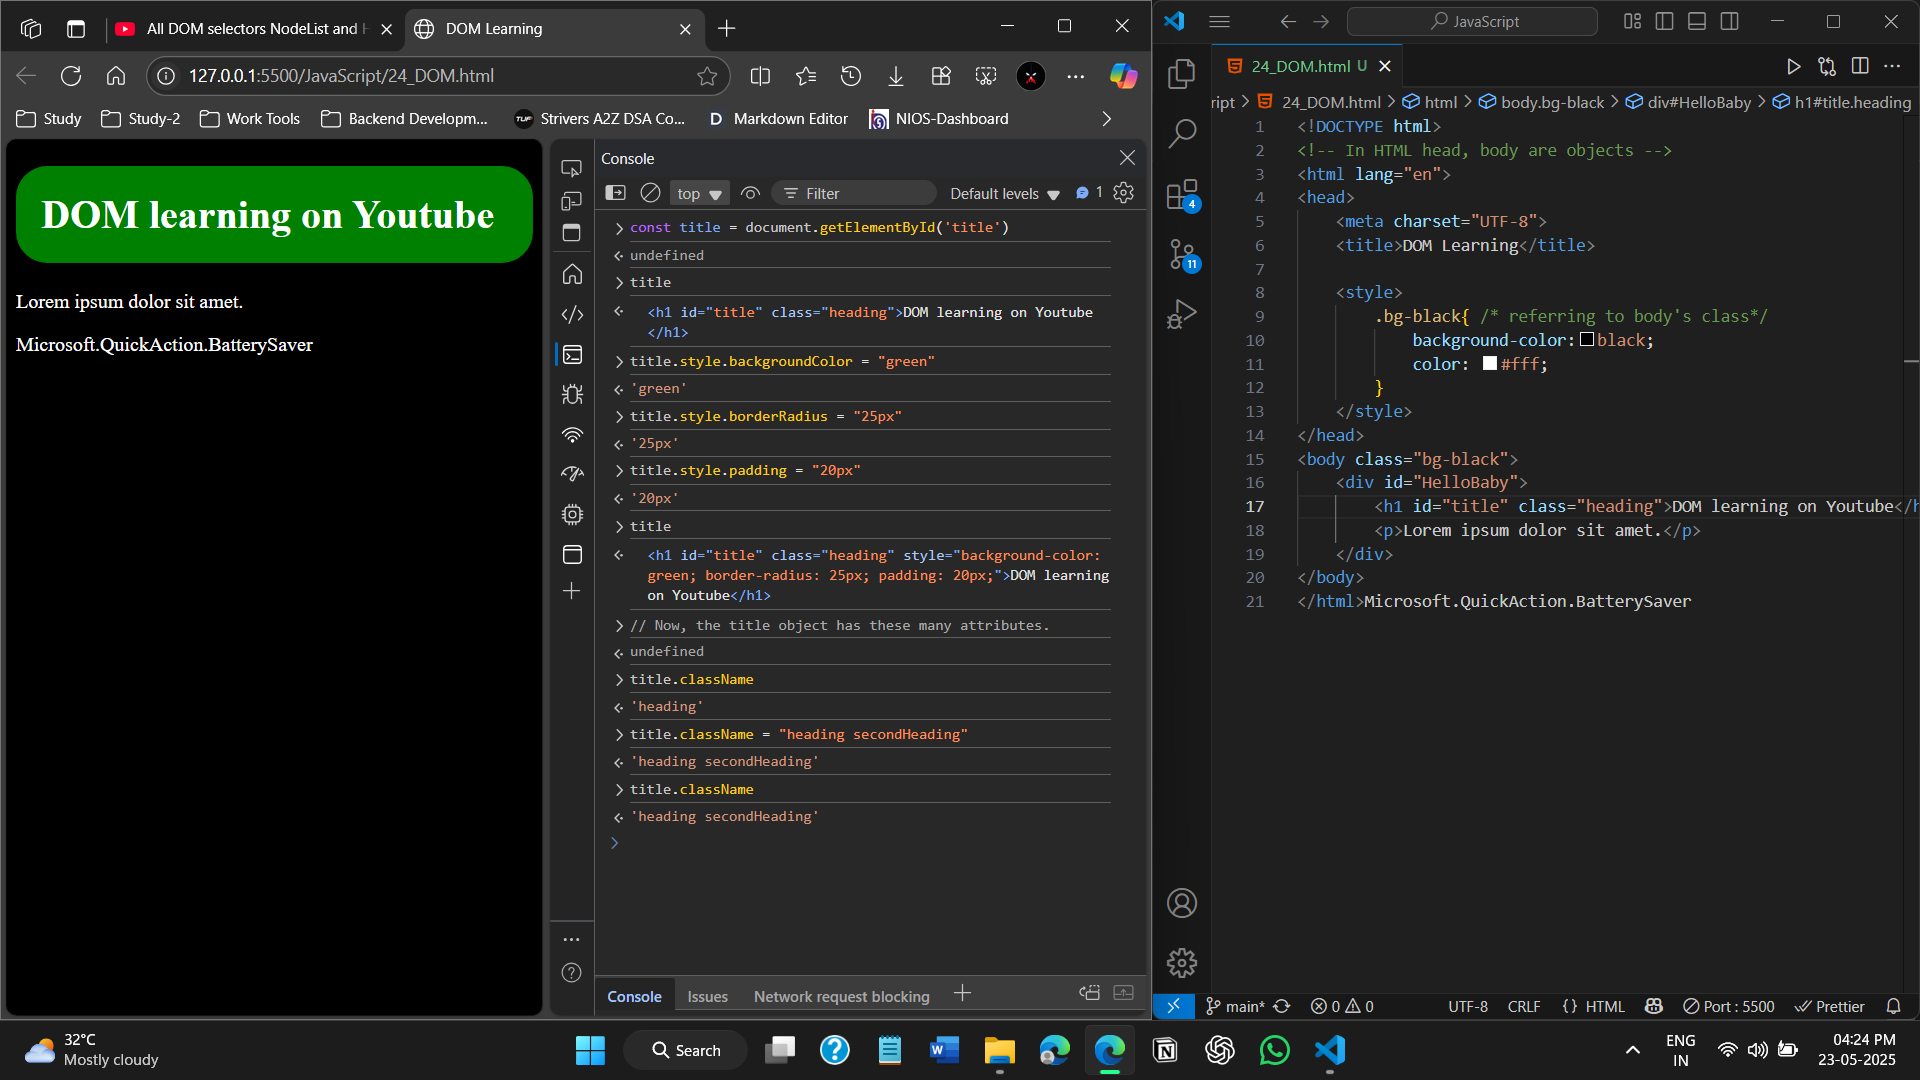 All DOM selectors NodeList and H
DOM Learning
127.0.0.1:5500/JavaScript/24_DOM.html
Study
Study-2
Work Tools
Backend Developm...
TUF
Strivers A2Z DSA Co...
D
Markdown Editor
NIOS-Dashboard
DOM learning on Youtube
Lorem ipsum dolor sit amet.
Microsoft.QuickAction.BatterySaver
Console
top
Filter
Default levels
1
const title = document.getElementById('title')
undefined
title
<h1 id="title" class="heading">DOM learning on Youtube
</h1>
title.style.backgroundColor = "green"
'green'
title.style.borderRadius = "25px"
'25px'
title.style.padding = "20px"
'20px'
title
<h1 id="title" class="heading" style="background-color:
green; border-radius: 25px; padding: 20px;">DOM learning
on Youtube</h1>
// Now, the title object has these many attributes.
undefined
title.className
'heading'
title.className = "heading secondHeading"
'heading secondHeading'
title.className
'heading secondHeading'
Console
Issues
Network request blocking
JavaScript
24_DOM.html U
ript > 24_DOM.html > html > body.bg-black > div#HelloBaby > h1#title.heading
4
11
1 <!DOCTYPE html>
2 <!-- In HTML head, body are objects -->
3 <html lang="en">
4 <head>
5 <meta charset="UTF-8">
6 <title>DOM Learning</title>
7
8 <style>
9 .bg-black{ /* referring to body's class*/
10 background-color: black;
11 color: #fff;
12 }
13 </style>
14 </head>
15 <body class="bg-black">
16 <div id="HelloBaby">
17 <h1 id="title" class="heading">DOM learning on Youtube</h
18 <p>Lorem ipsum dolor sit amet.</p>
19 </div>
20 </body>
21 </html>Microsoft.QuickAction.BatterySaver
main*
0
0
UTF-8
CRLF
{} HTML
Port : 5500
Prettier
32°C
Mostly cloudy
Search
ENG
IN
04:24 PM
23-05-2025